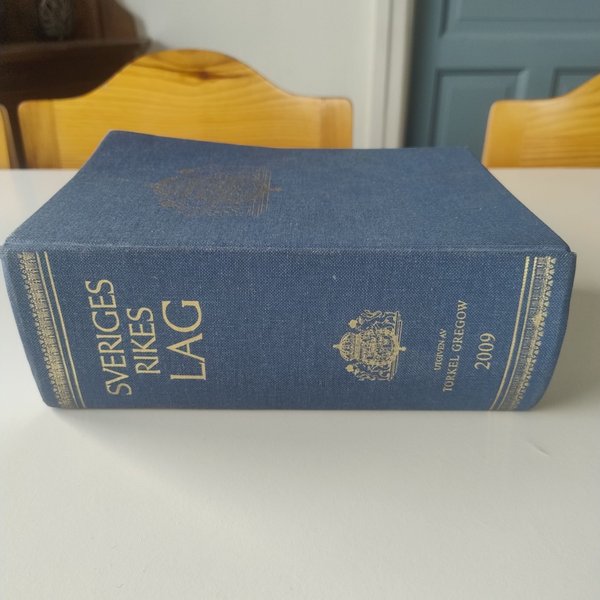 SVERIGES
RIKES
LAG
UTGIVEN AV
TORKEL GREGOW
2009